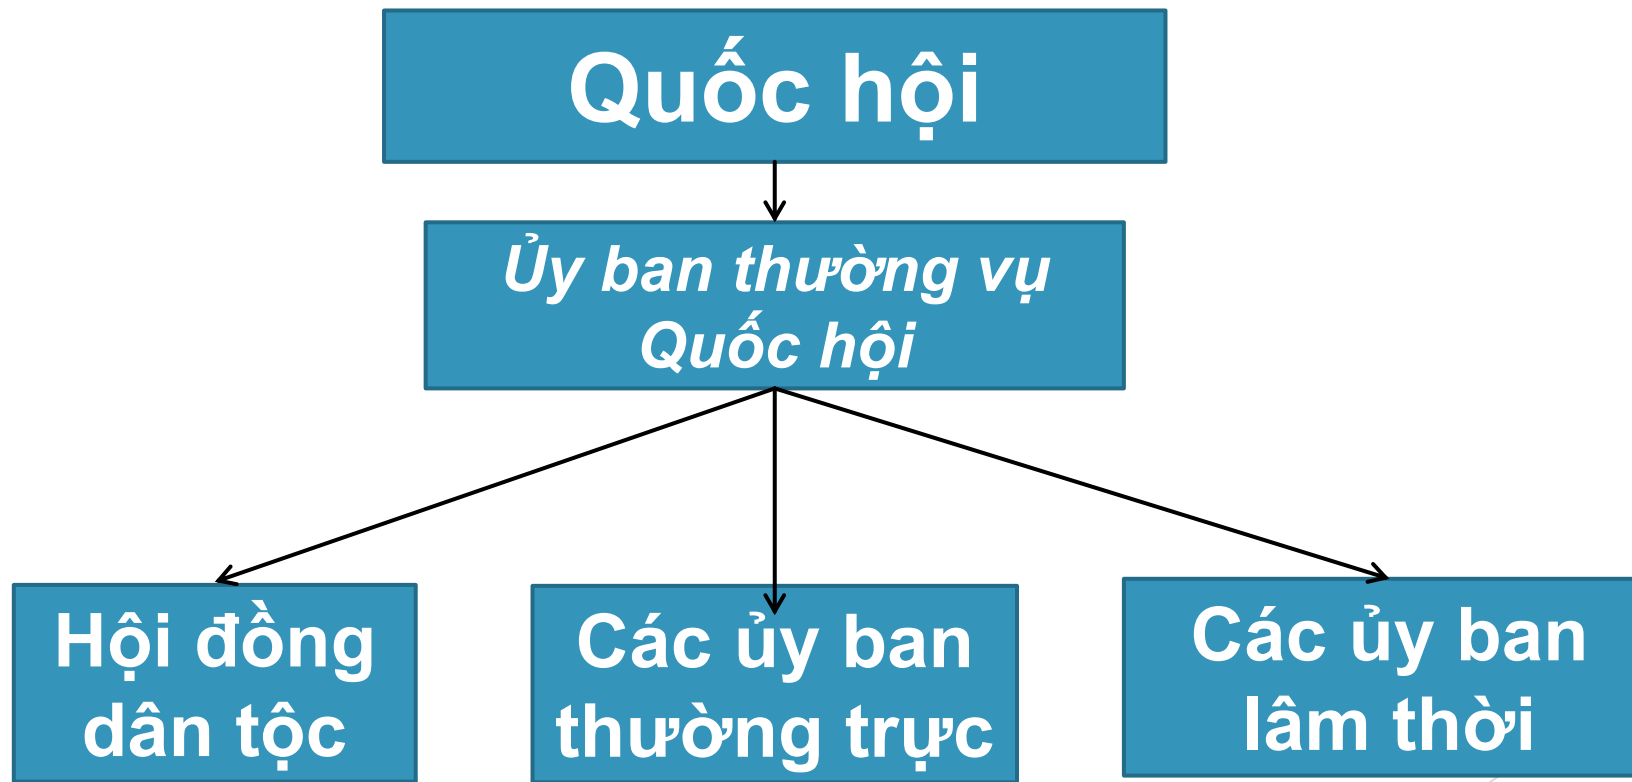 Quốc hội
Ủy ban thường vụ
Quốc hội
Hội đồng
dân tộc
Các ủy ban
thường trực
Các ủy ban
lâm thời